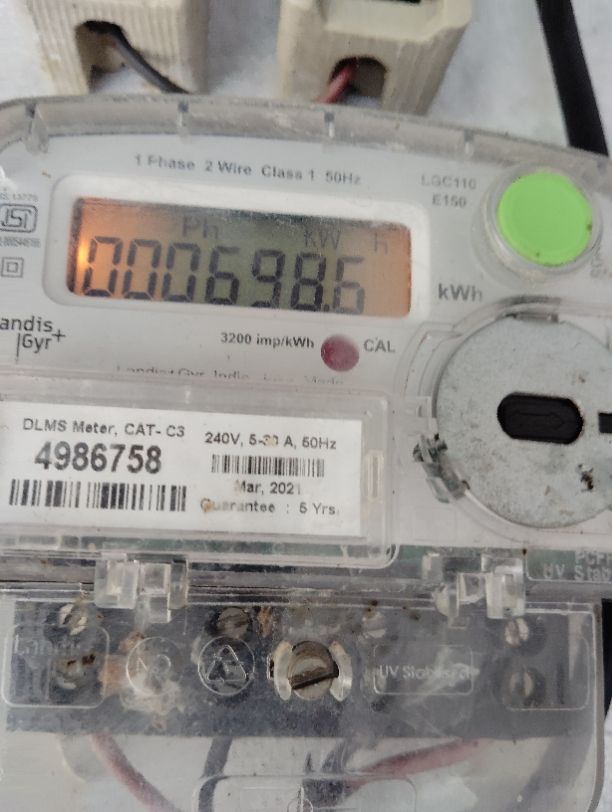 1 Phase 2 Wire Class 1 50Hz
LGC110
E150
Ph kW h
000698.6
kWh
Landis
Gyr+
3200 imp/kWh
CAL
DLMS Meter, CAT- C3
240V, 5-30 A, 50Hz
4986758
Mar, 2021
Guarantee : 5 Yrs.
UV Stabilised